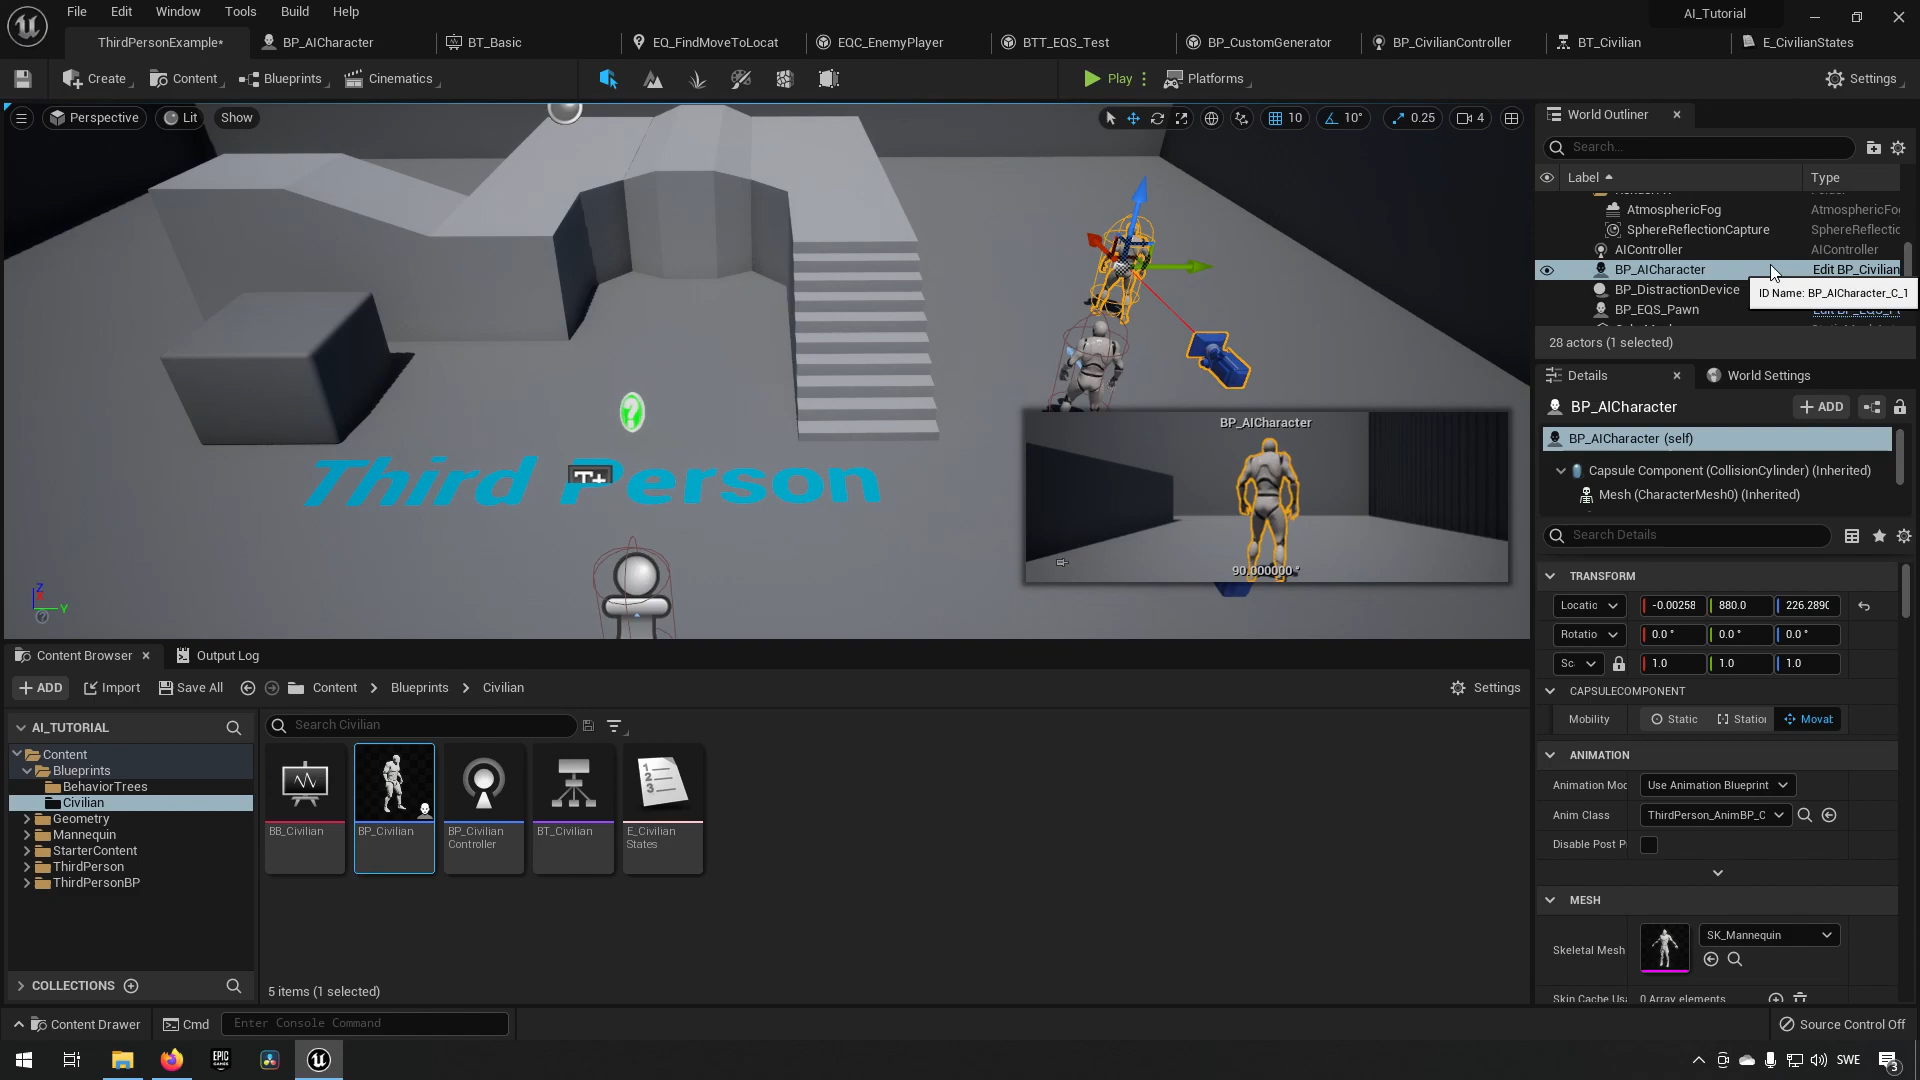 File Edit Window Tools Build Help
AI_Tutorial
ThirdPersonExample* BP_AICharacter BT_Basic EQ_FindMoveToLocat EQC_EnemyPlayer BTT_EQS_Test BP_CustomGenerator BP_CivilianController BT_Civilian E_CivilianStates
Create Content Blueprints Cinematics Play Platforms Settings
Perspective Lit Show 10 10° 0.25 4
World Outliner
Search...
Label Type
AtmosphericFog AtmosphericFo
SphereReflectionCapture SphereReflectic
AIController AIController
BP_AICharacter Edit BP_Civilian
BP_DistractionDevice
ID Name: BP_AICharacter_C_1
BP_EQS_Pawn
28 actors (1 selected)
Details World Settings
BP_AICharacter ADD
BP_AICharacter (self)
Capsule Component (CollisionCylinder) (Inherited)
Mesh (CharacterMesh0) (Inherited)
Search Details
TRANSFORM
Locatic -0.00258 880.0 226.2890
Rotatio 0.0 ° 0.0 ° 0.0 °
Sc 1.0 1.0 1.0
CAPSULECOMPONENT
Mobility Static Station Movat
ANIMATION
Animation Moc Use Animation Blueprint
Anim Class ThirdPerson_AnimBP_C
Disable Post P
MESH
Skeletal Mesh SK_Mannequin
Skin Cache Us 0 Array elements
Third Person
T+
BP_AICharacter
90.000000 °
Z
Y
Content Browser Output Log
ADD Import Save All Content Blueprints Civilian Settings
AI_TUTORIAL
Search Civilian
Content
Blueprints
BehaviorTrees
Civilian
Geometry
Mannequin
StarterContent
ThirdPerson
ThirdPersonBP
BB_Civilian BP_Civilian BP_Civilian BT_Civilian E_Civilian
Controller States
COLLECTIONS
5 items (1 selected)
Content Drawer Cmd Enter Console Command Source Control Off
EPIC
GAMES
SWE
3